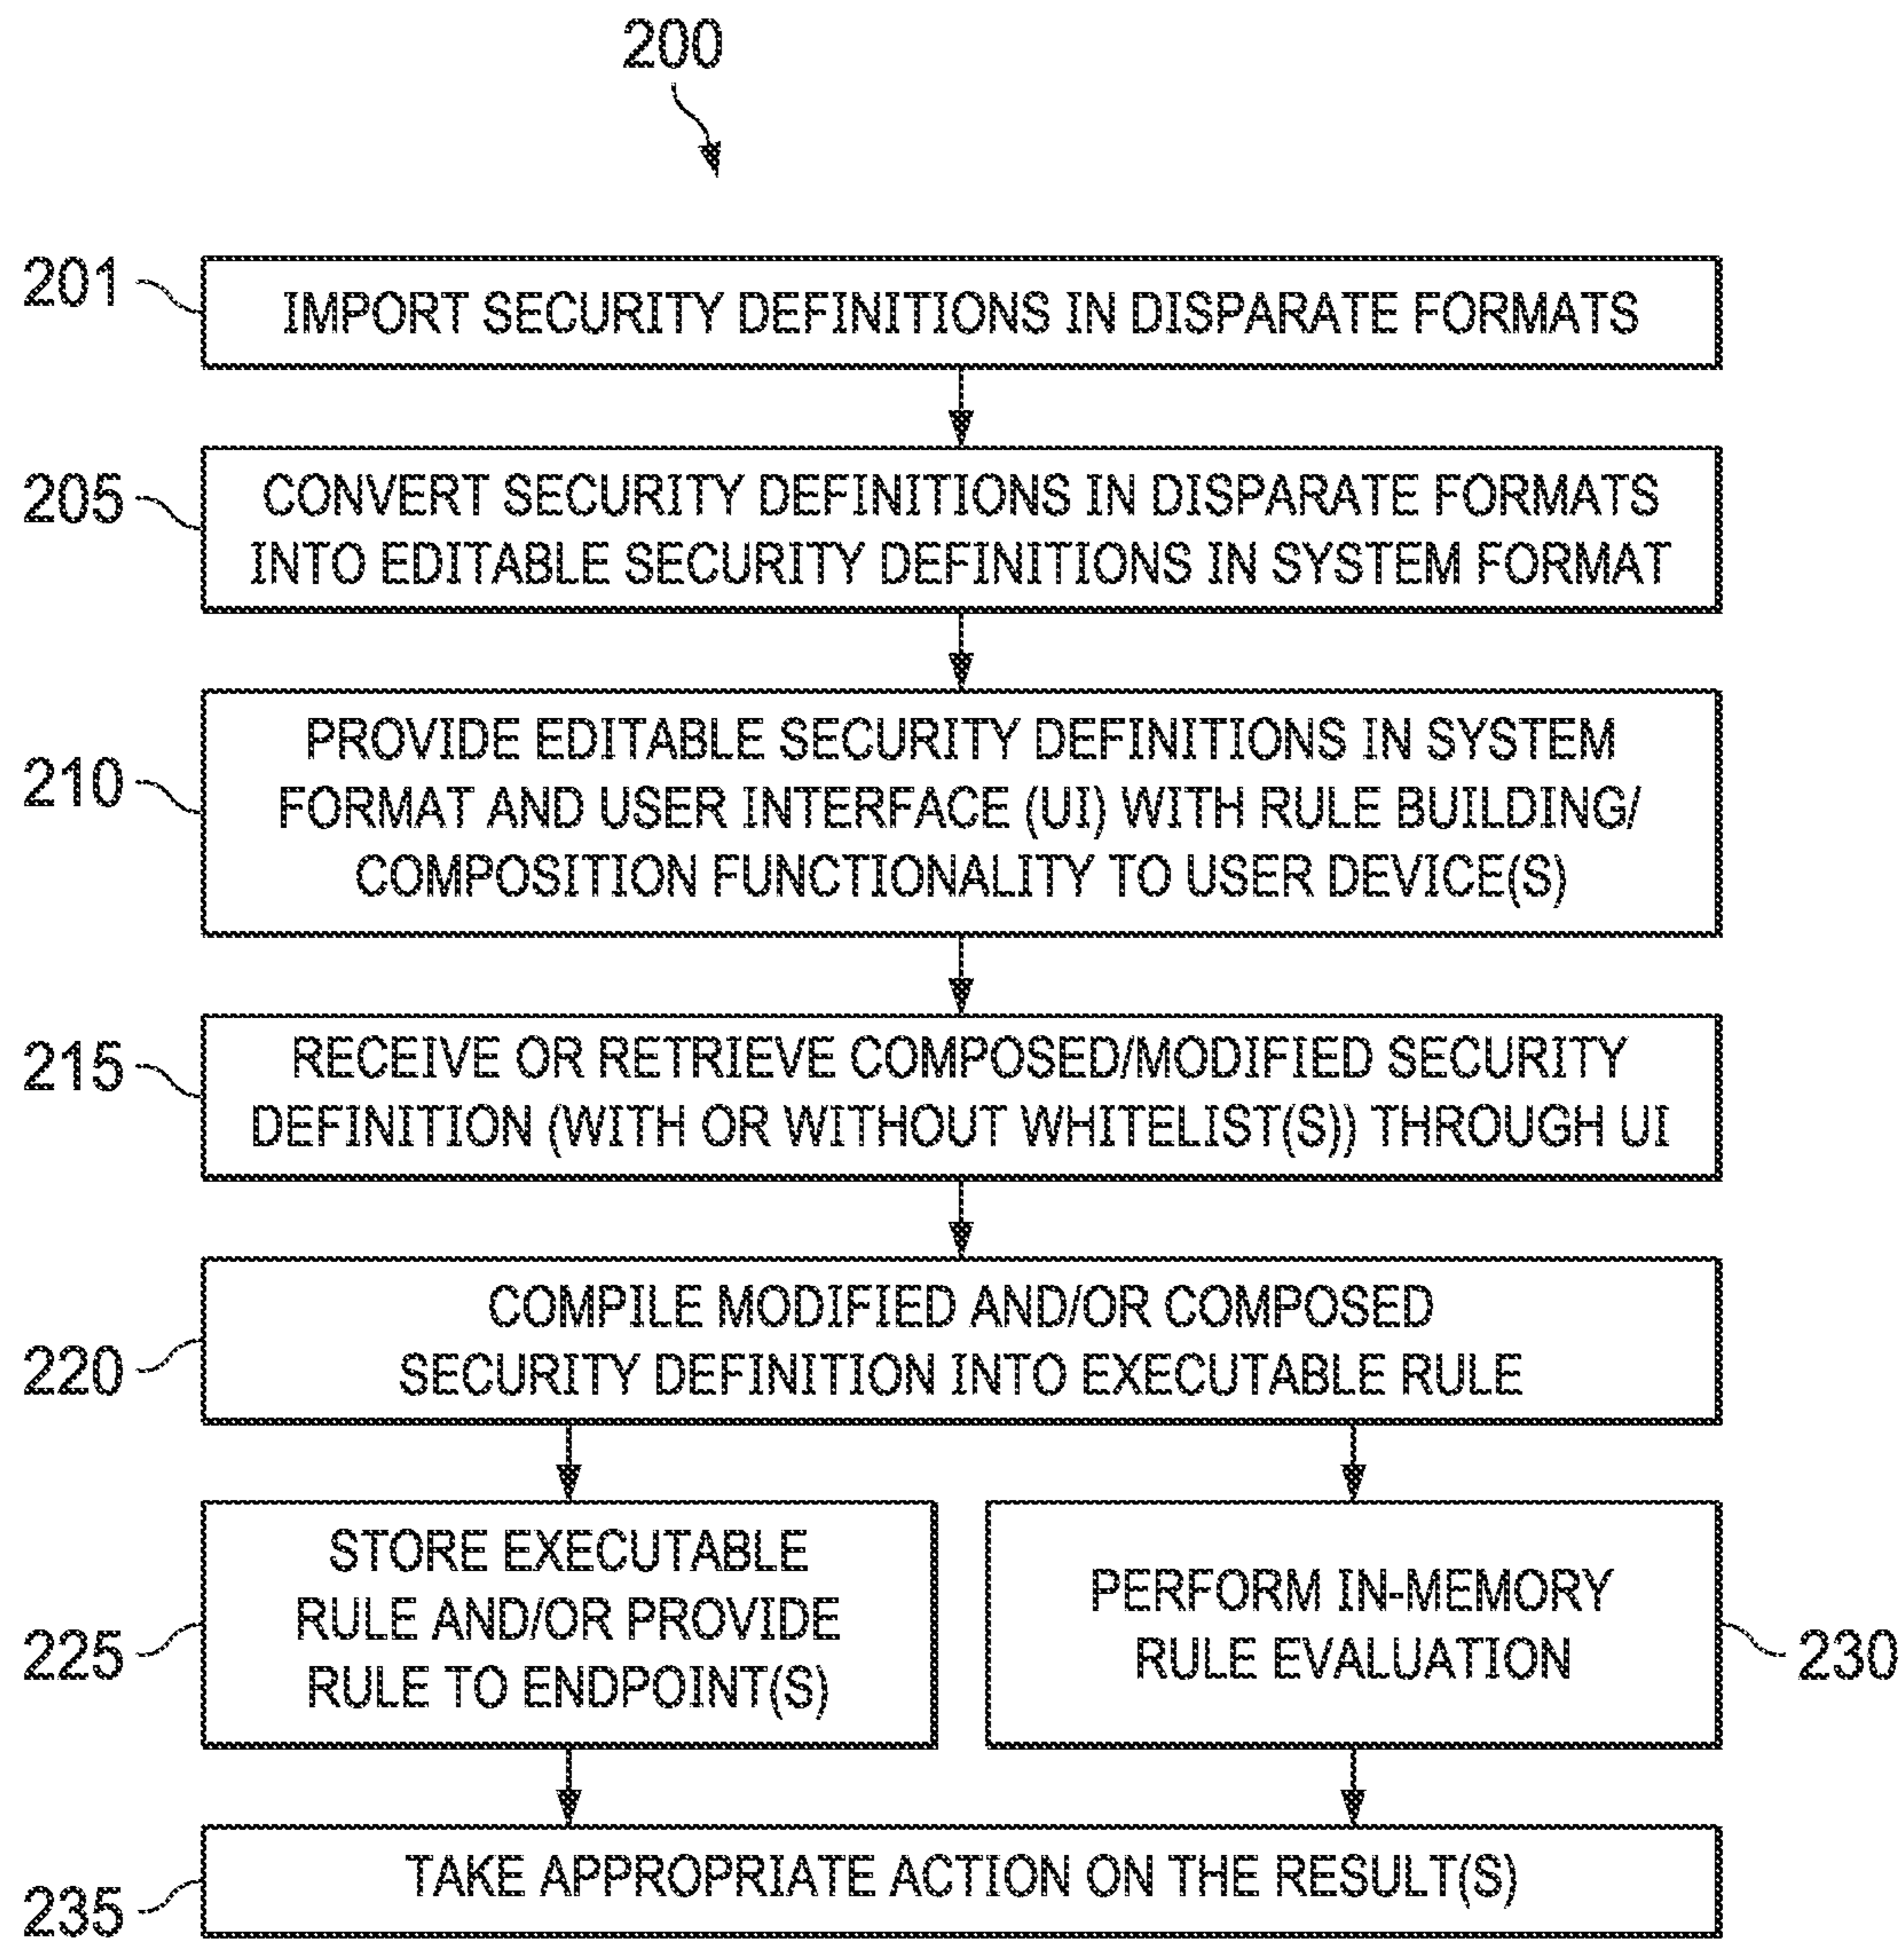 200
201
IMPORT SECURITY DEFINITIONS IN DISPARATE FORMATS
205
CONVERT SECURITY DEFINITIONS IN DISPARATE FORMATS
INTO EDITABLE SECURITY DEFINITIONS IN SYSTEM FORMAT
210
PROVIDE EDITABLE SECURITY DEFINITIONS IN SYSTEM
FORMAT AND USER INTERFACE (UI) WITH RULE BUILDING/
COMPOSITION FUNCTIONALITY TO USER DEVICE(S)
215
RECEIVE OR RETRIEVE COMPOSED/MODIFIED SECURITY
DEFINITION (WITH OR WITHOUT WHITELIST(S)) THROUGH UI
220
COMPILE MODIFIED AND/OR COMPOSED
SECURITY DEFINITION INTO EXECUTABLE RULE
225
STORE EXECUTABLE
RULE AND/OR PROVIDE
RULE TO ENDPOINT(S)
PERFORM IN-MEMORY
RULE EVALUATION
230
235
TAKE APPROPRIATE ACTION ON THE RESULT(S)